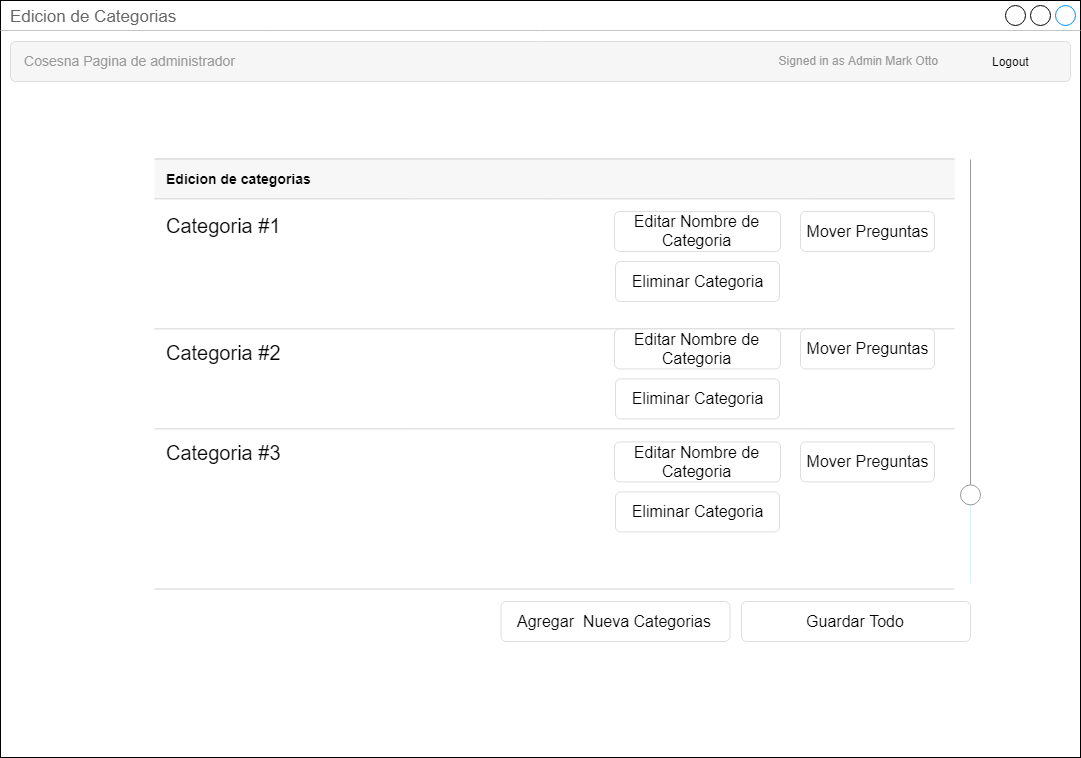 Edicion de Categorias
Cosesna Pagina de administrador
Signed in as Admin Mark Otto
Logout
Edicion de categorias
Categoria #1
Editar Nombre de
Categoria
Mover Preguntas
Eliminar Categoria
Categoria #2
Editar Nombre de
Categoria
Mover Preguntas
Eliminar Categoria
Categoria #3
Editar Nombre de
Categoria
Mover Preguntas
Eliminar Categoria
Agregar  Nueva Categorias
Guardar Todo